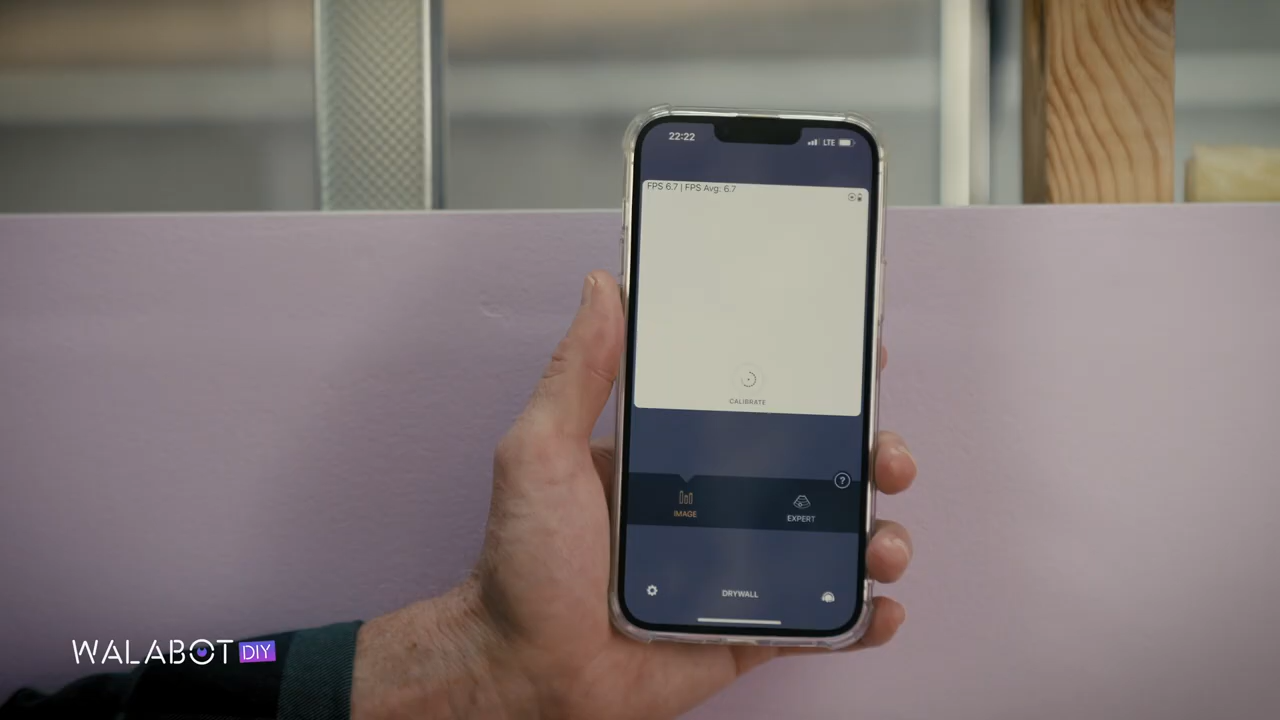 22:22
LTE
FPS 6.7 | FPS Avg: 6.7
CALIBRATE
?
IMAGE
EXPERT
DRYWALL
WALABOT DIY